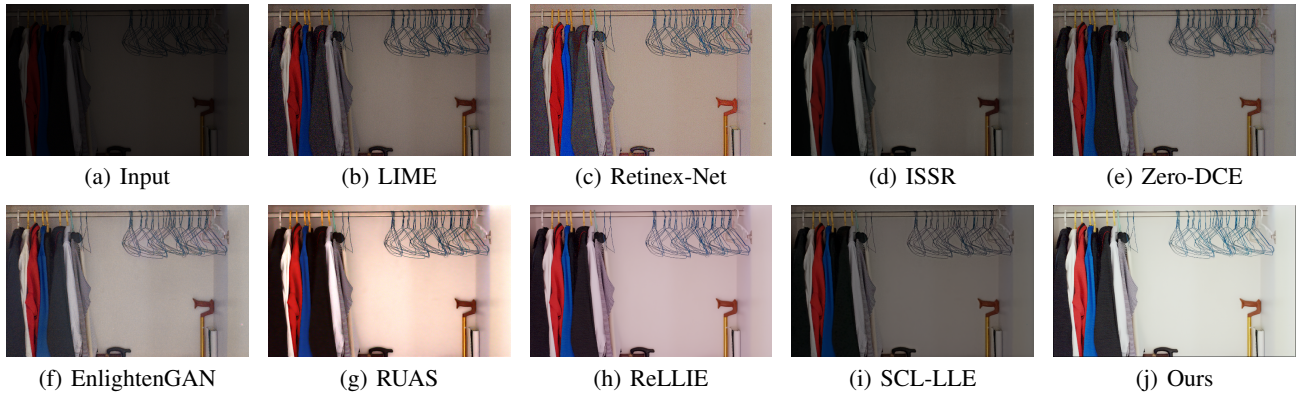 (a) Input
(b) LIME
(c) Retinex-Net
(d) ISSR
(e) Zero-DCE
(f) EnlightenGAN
(g) RUAS
(h) ReLLIE
(i) SCL-LLE
(j) Ours